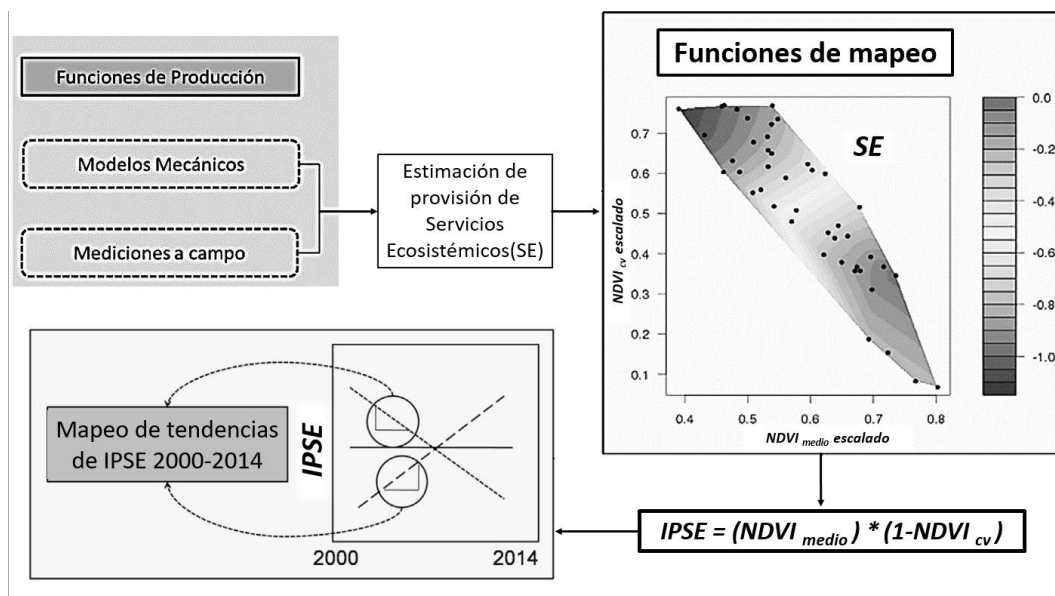 Funciones de Producción
Modelos Mecánicos
Mediciones a campo
Estimación de
provisión de
Servicios
Ecosistémicos(SE)
Funciones de mapeo
SE
NDVI cv escalado
0.7
0.6
0.5
0.4
0.3
0.2
0.1
0.4
0.5
0.6
0.7
0.8
NDVI medio escalado
0.0
-0.2
-0.4
-0.6
-0.8
-1.0
IPSE = (NDVI medio ) * (1-NDVI cv )
Mapeo de tendencias
de IPSE 2000-2014
IPSE
2000
2014